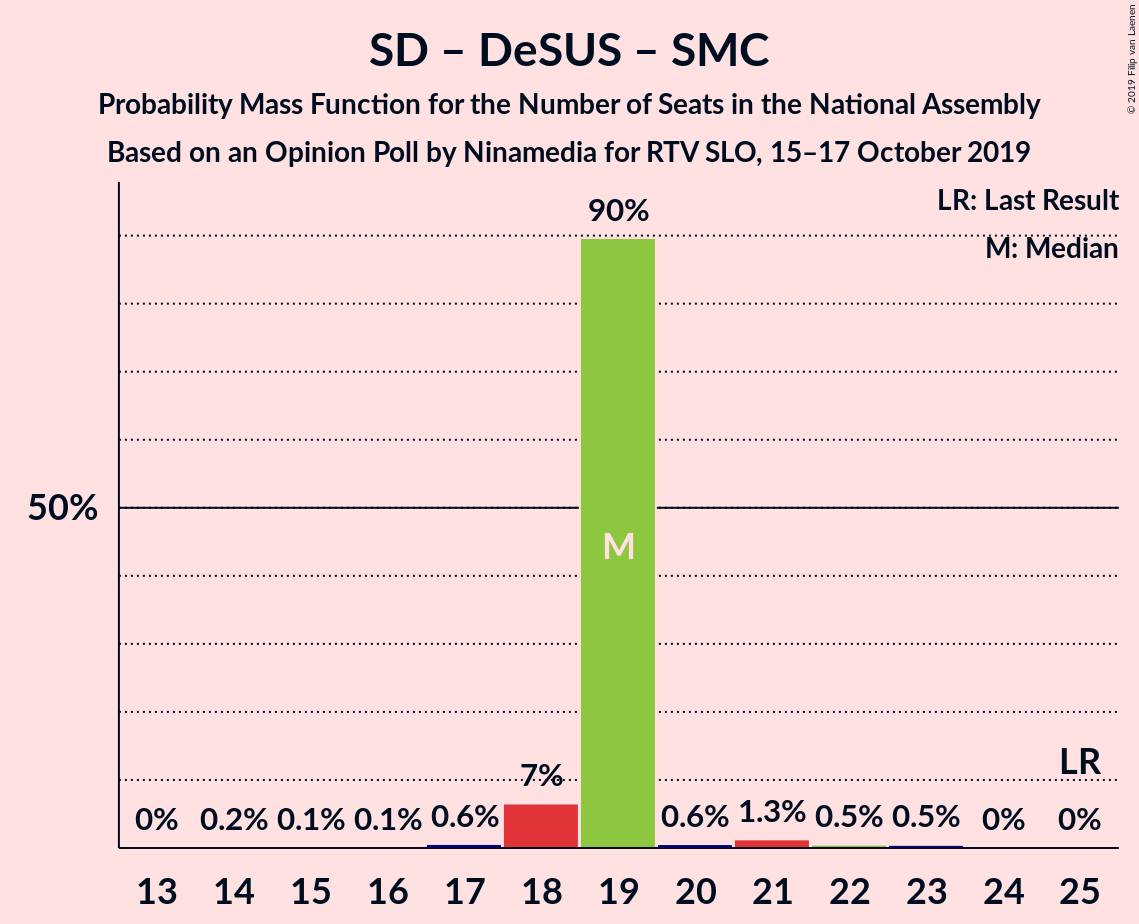 SD – DeSUS – SMC
Probability Mass Function for the Number of Seats in the National Assembly
Based on an Opinion Poll by Ninamedia for RTV SLO, 15–17 October 2019
© 2019 Filip van Laenen
LR: Last Result
M: Median
90%
50%
M
LR
0% 0.2% 0.1% 0.1% 0.6% 7% 0.6% 1.3% 0.5% 0.5% 0% 0%
13 14 15 16 17 18 19 20 21 22 23 24 25